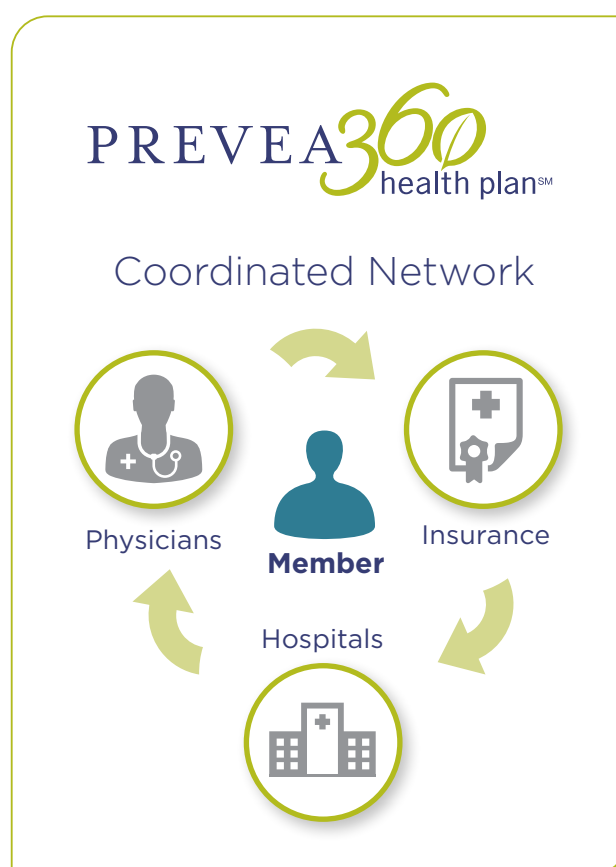 PREVEA360
health plan℠
Coordinated Network
Physicians
Insurance
Member
Hospitals